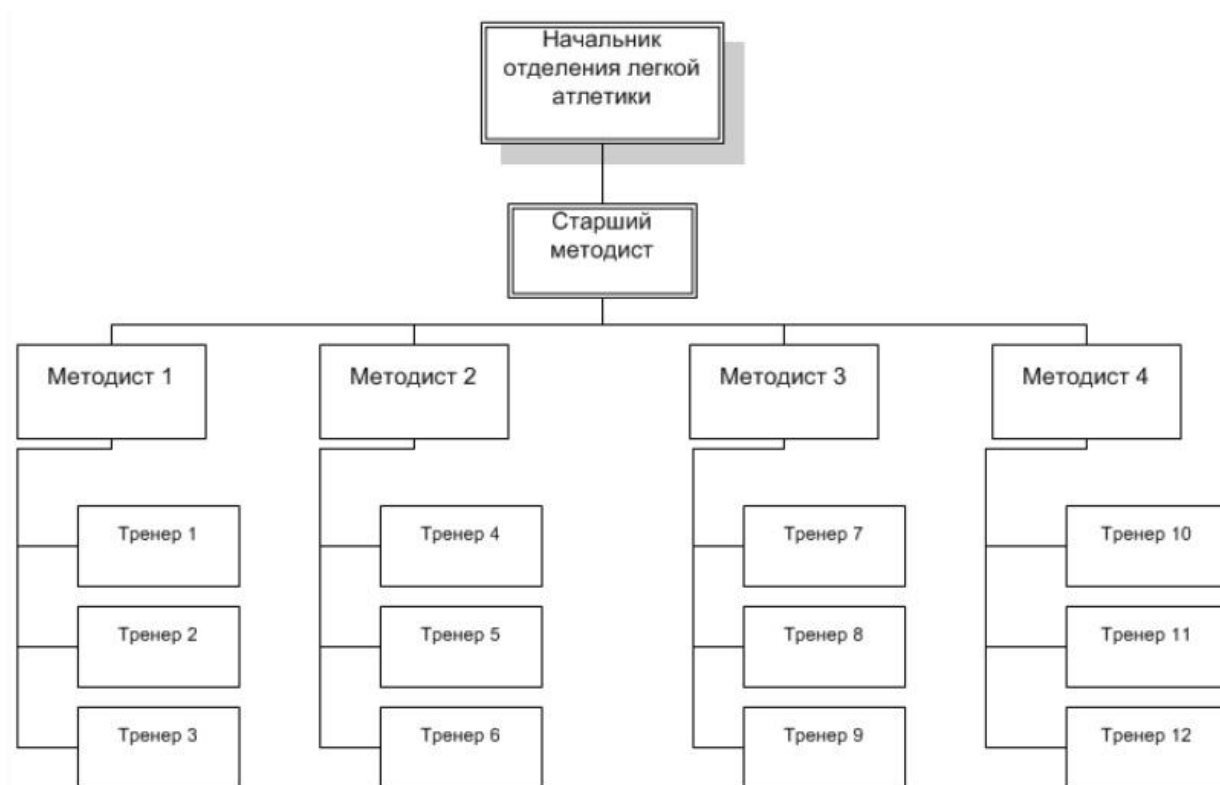 Начальник
отделения легкой
атлетики
Старший
методист
Методист 1
Методист 2
Методист 3
Методист 4
Тренер 1
Тренер 4
Тренер 7
Тренер 10
Тренер 2
Тренер 5
Тренер 8
Тренер 11
Тренер 3
Тренер 6
Тренер 9
Тренер 12